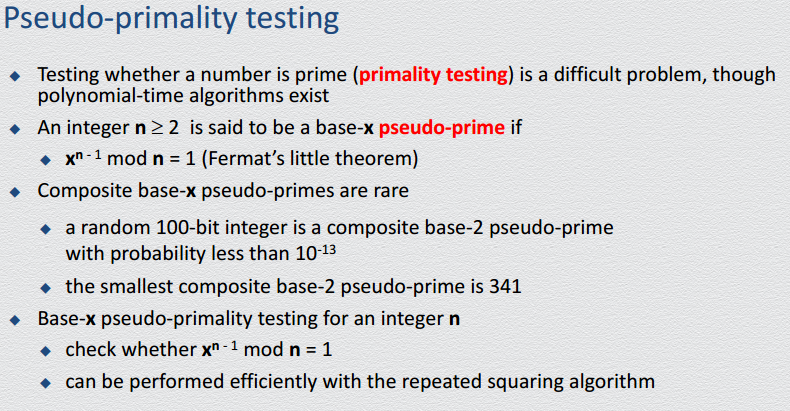 Pseudo-primality testing
◆ Testing whether a number is prime (primality testing) is a difficult problem, though
polynomial-time algorithms exist
◆ An integer n ≥ 2 is said to be a base-x pseudo-prime if
◆ xⁿ⁻¹ mod n = 1 (Fermat's little theorem)
◆ Composite base-x pseudo-primes are rare
◆ a random 100-bit integer is a composite base-2 pseudo-prime
with probability less than 10⁻¹³
◆ the smallest composite base-2 pseudo-prime is 341
◆ Base-x pseudo-primality testing for an integer n
◆ check whether xⁿ⁻¹ mod n = 1
◆ can be performed efficiently with the repeated squaring algorithm